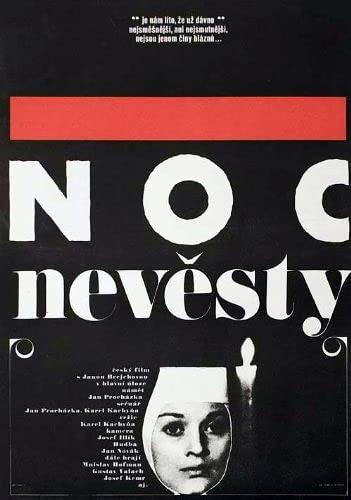 ** je nám líto, že už dávno **
nejsměšnější, ani nejsmutnější,
nejsou jenom činy bláznů...
NOC
nevěsty
český film
s Janou Brejchovou
v hlavní úloze
námět
Jan Procházka
scénář
Jan Procházka, Karel Kachyňa
režie
Karel Kachyňa
kamera
Josef Illík
Hudba
Jan Novák
dále hrají
Mnislav Hofman
Gustav Valach
Josef Kemr
aj.